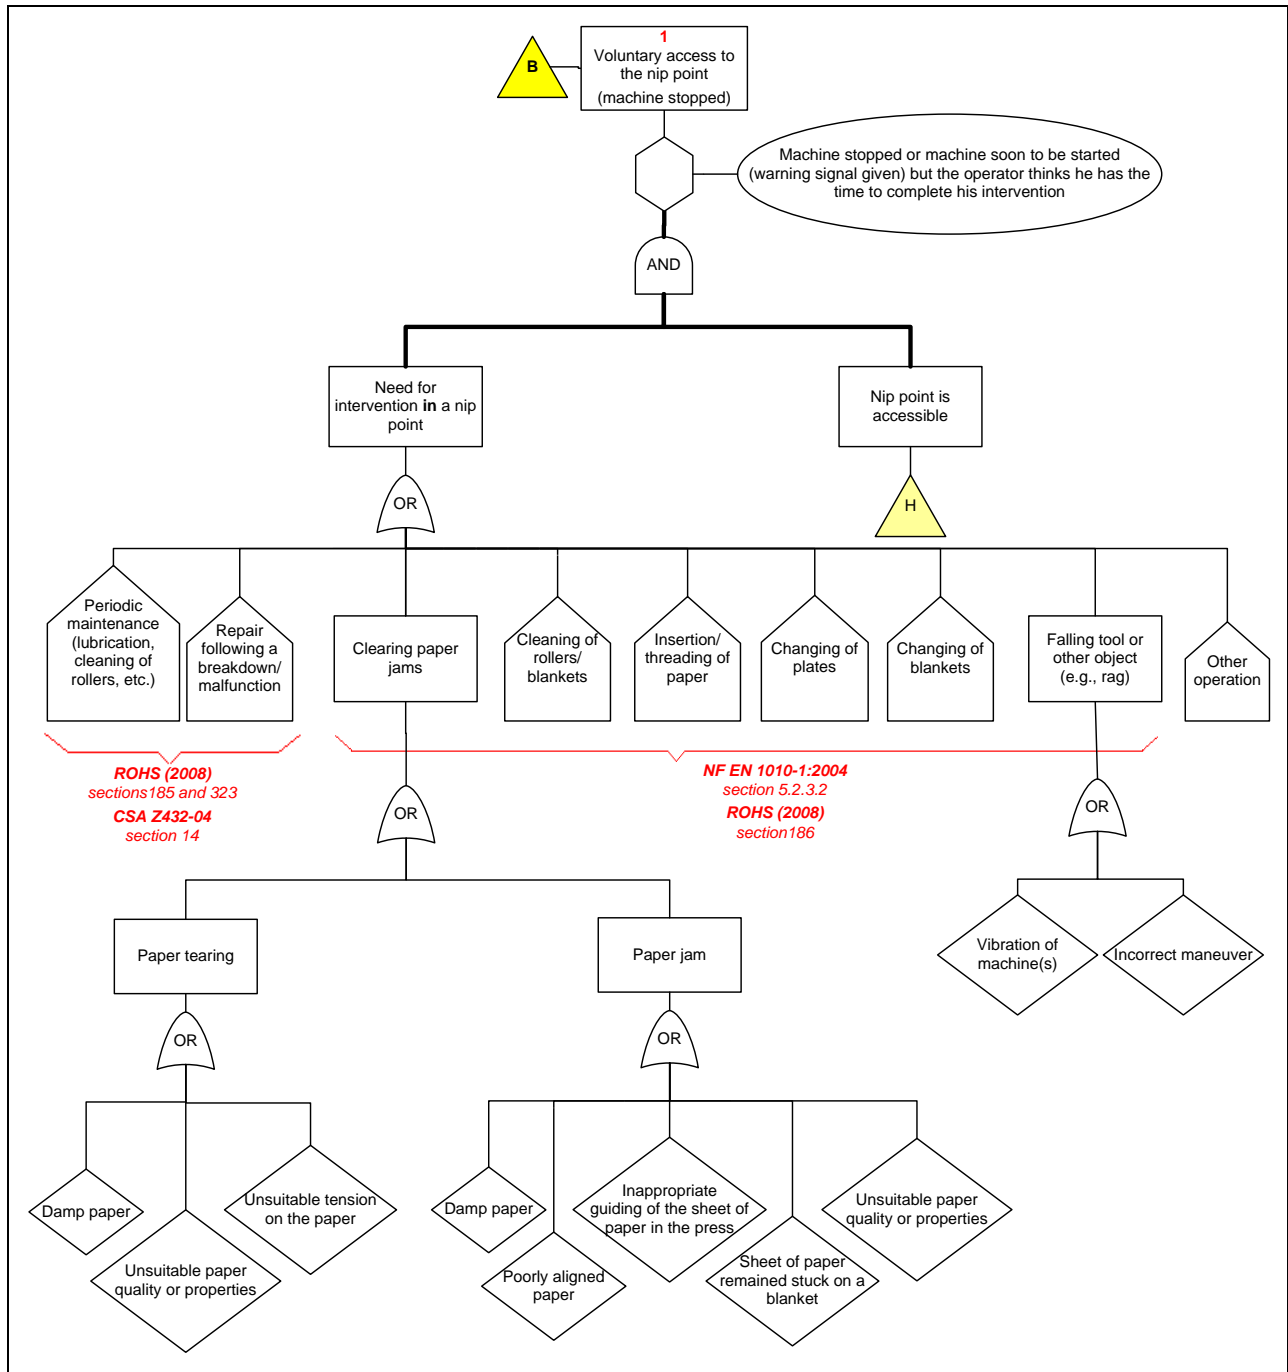 1
Voluntary access to
the nip point
(machine stopped)
B
Machine stopped or machine soon to be started
(warning signal given) but the operator thinks he has the
time to complete his intervention
AND
Need for
intervention in a nip
point
Nip point is
accessible
OR
H
Periodic
maintenance
(lubrication,
cleaning of
rollers, etc.)
Repair
following a
breakdown/
malfunction
Clearing paper
jams
Cleaning of
rollers/
blankets
Insertion/
threading of
paper
Changing of
plates
Changing of
blankets
Falling tool or
other object
(e.g., rag)
Other
operation
ROHS (2008)
sections185 and 323
CSA Z432-04
section 14
NF EN 1010-1:2004
section 5.2.3.2
ROHS (2008)
section186
OR
OR
Paper tearing
Paper jam
Vibration of
machine(s)
Incorrect maneuver
OR
OR
Damp paper
Unsuitable paper
quality or properties
Unsuitable tension
on the paper
Damp paper
Poorly aligned
paper
Inappropriate
guiding of the sheet of
paper in the press
Sheet of paper
remained stuck on a
blanket
Unsuitable paper
quality or properties